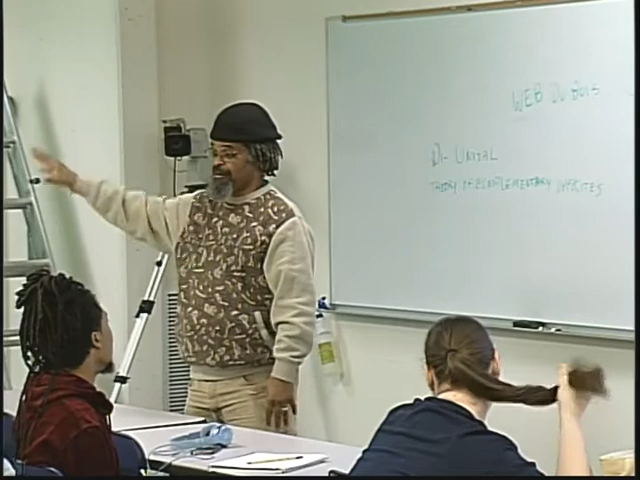 WEB DU BOIS
DI- UNITAL
THEORY OF COMPLEMENTARY OPPOSITES